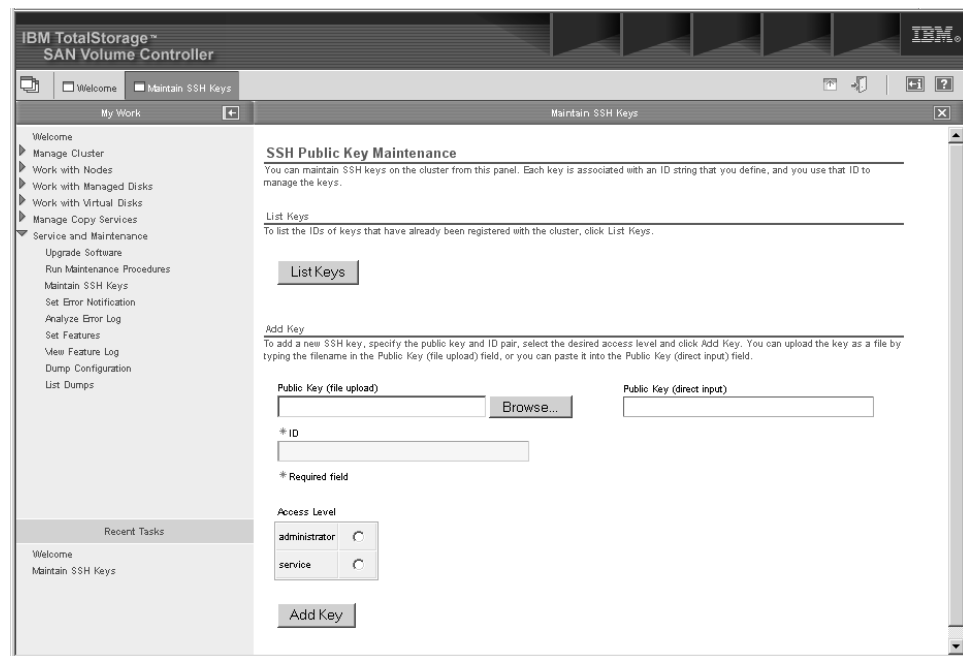 IBM TotalStorage ™
SAN Volume Controller
IBM®
Welcome
Maintain SSH Keys
My Work
Maintain SSH Keys
Welcome
Manage Cluster
Work with Nodes
Work with Managed Disks
Work with Virtual Disks
Manage Copy Services
Service and Maintenance
Upgrade Software
Run Maintenance Procedures
Maintain SSH Keys
Set Error Notification
Analyze Error Log
Set Features
View Feature Log
Dump Configuration
List Dumps
Recent Tasks
Welcome
Maintain SSH Keys
SSH Public Key Maintenance
You can maintain SSH keys on the cluster from this panel. Each key is associated with an ID string that you define, and you use that ID to
manage the keys.
List Keys
To list the IDs of keys that have already been registered with the cluster, click List Keys.
List Keys
Add Key
To add a new SSH key, specify the public key and ID pair, select the desired access level and click Add Key. You can upload the key as a file by
typing the filename in the Public Key (file upload) field, or you can paste it into the Public Key (direct input) field.
Public Key (file upload)
Browse...
Public Key (direct input)
* ID
* Required field
Access Level
administrator
service
Add Key